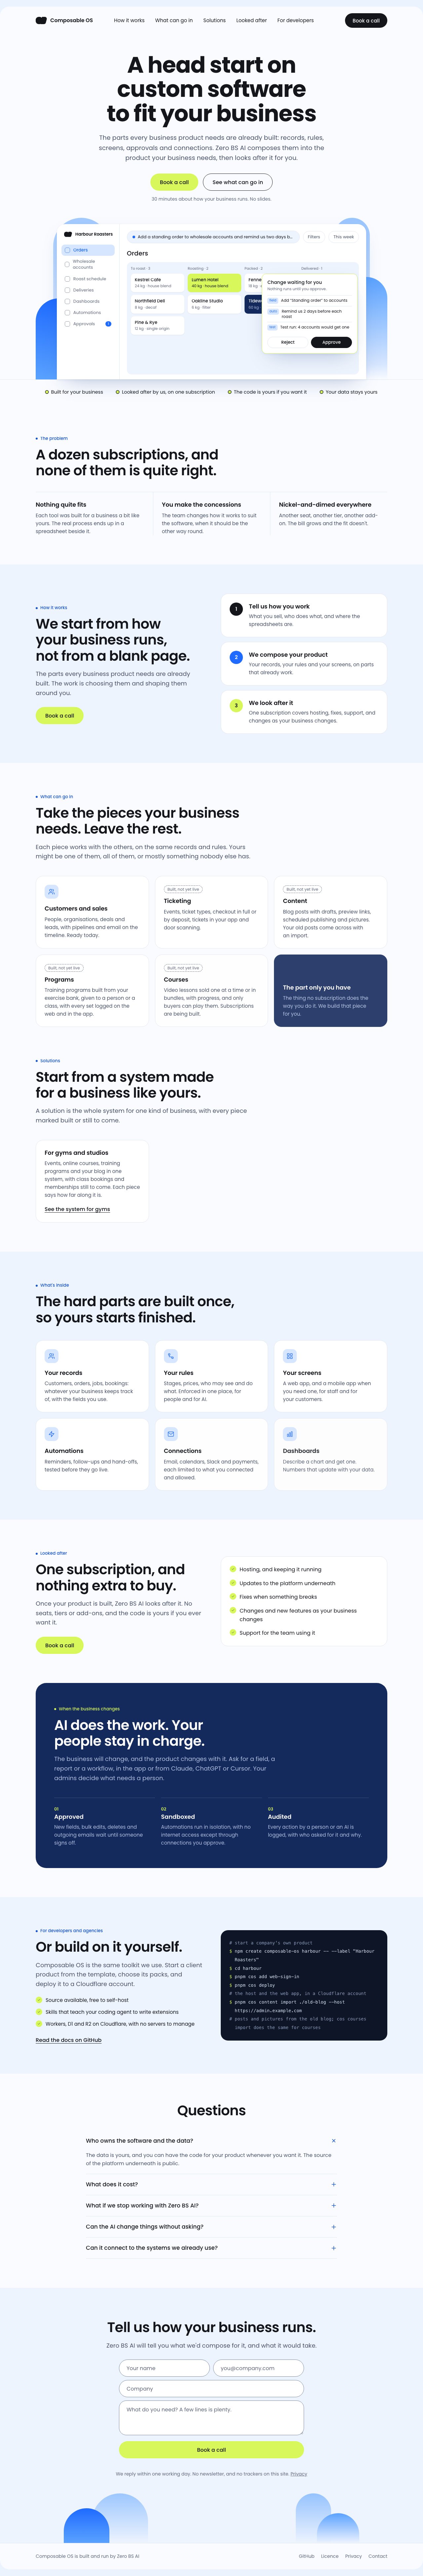 Composable OS
How it works
What can go in
Solutions
Looked after
For developers
Book a call
A head start on
custom software
to fit your business
The parts every business product needs are already built: records, rules,
screens, approvals and connections. Zero BS AI composes them into the
product your business needs, then looks after it for you.
Book a call
See what can go in
30 minutes about how your business runs. No slides.
Harbour Roasters
Orders
Wholesale
accounts
Roast schedule
Deliveries
Dashboards
Automations
Approvals
1
Add a standing order to wholesale accounts and remind us two days b…
Filters
This week
Orders
To roast · 3
Roasting · 2
Packed · 2
Delivered · 1
Kestrel Cafe
24 kg · house blend
Northfield Deli
8 kg · decaf
Pine & Rye
12 kg · single origin
Lumen Hotel
40 kg · house blend
Oakline Studio
6 kg · filter
Change waiting for you
Nothing runs until you approve.
Add "standing order" to accounts
Remind us 2 days before each
roast
Test run: 4 accounts would get one
Reject
Approve
Built for your business
Looked after by us, on one subscription
The code is yours if you want it
Your data stays yours
The problem
A dozen subscriptions, and
none of them is quite right.
Nothing quite fits
Each tool was built for a business a bit like
yours. The rest of the process ends up in a
spreadsheet beside it.
You make the concessions
The team changes how it works to suit
the software, when it should be the
other way round.
Nickel-and-dimed everywhere
Another seat, another tier, another add-
on. The bill grows and the fit doesn't.
How it works
We start from how
your business runs,
not from a blank page.
The parts every business product needs are already
built. The work is choosing them and shaping them
around you.
Book a call
1
Tell us how you work
What you sell, who does what, and where the
spreadsheets are.
2
We compose your product
Your records, your rules and your screens, on parts
that already work.
3
We look after it
One subscription covers hosting, fixes, support, and
changes as your business changes.
What can go in
Take the pieces your business
needs. Leave the rest.
Each piece works with the others, on the same records and rules. Yours
might be one of them, all of them, or mostly something nobody else has.
Customers and sales
People, organisations, deals and
leads, with pipelines and email on the
timeline. Ready today.
Built, not yet live
Ticketing
Events, ticket types, checkout in full or
by deposit, tickets in your app and
door scanning.
Built, not yet live
Content
Blog posts with drafts, preview links,
scheduled publishing and pictures.
Your old posts come across with
an import.
Built, not yet live
Programs
Training programs built from your
exercise bank, given to a person or a
class, with every set logged on the
web and in the app.
Built, not yet live
Courses
Video lessons sold one at a time or in
bundles, with progress, and only
buyers can play them. Subscriptions
are being built.
The part only you have
The thing no subscription does the
way you do it. We build that piece
for you.
Solutions
Start from a system made
for a business like yours.
A solution is the whole system for one kind of business, with every piece
marked built or still to come.
For gyms and studios
Events, online courses, training
programs and your blog in one
system, with class bookings and
memberships still to come. Each piece
says how far along it is.
See the system for gyms
What's inside
The hard parts are built once,
so yours starts finished.
Your records
Customers, orders, jobs, bookings:
whatever your business keeps track
of, with the fields you use.
Your rules
Stages, prices, who may see and do
what. Enforced in one place, for
people and for AI.
Your screens
A web app, and a mobile app when
you need one, for staff and for
your customers.
Automations
Reminders, follow-ups and hand-offs,
tested before they go live.
Connections
Email, calendars, Slack and payments,
each limited to what you connected
and allowed.
Dashboards
Describe a chart and get one.
Numbers that update with your data.
Looked after
One subscription, and
nothing extra to buy.
Once your product is built, Zero BS AI looks after it. No
seats, tiers or add-ons, and the code is yours if you ever
want it.
Book a call
Hosting, and keeping it running
Updates to the platform underneath
Fixes when something breaks
Changes and new features as your business
changes
Support for the team using it
When the business changes
AI does the work. Your
people stay in charge.
The business will change, and the product changes with it. Ask for a field, a
report or a workflow, in the app or from Claude, ChatGPT or Cursor. Your
admins decide what needs a person.
01
Approved
New fields, bulk edits, deletes and
outgoing emails wait until someone
signs off.
02
Sandboxed
Automations run in isolation, with no
internet access except through
connections you approve.
03
Audited
Every action by a person or an AI is
logged, with who asked for it and why.
For developers and agencies
Or build on it yourself.
Composable OS is the same toolkit we use. Start a client
product from the template, choose its packs, and
deploy it to a Cloudflare account.
Source available, free to self-host
Skills that teach your coding agent to write extensions
Workers, D1 and R2 on Cloudflare, with no servers to manage
Read the docs on GitHub
# start a company's own product
$ npm create composable-os harbour -- --label "Harbour
Roasters"
$ cd harbour
$ pnpm cos add web-sign-in
$ pnpm cos deploy
# the host and the web app, in a Cloudflare account
$ pnpm cos content import ./old-blog --host
https://admin.example.com
# posts and pictures from the old blog; cos courses
import does the same for courses
Questions
Who owns the software and the data?
The data is yours, and you can have the code for your product whenever you want it. The source
of the platform underneath is public.
What does it cost?
What if we stop working with Zero BS AI?
Can the AI change things without asking?
Can it connect to the systems we already use?
Tell us how your business runs.
Zero BS AI will tell you what we'd compose for it, and what it would take.
Your name
you@company.com
Company
What do you need? A few lines is plenty.
Book a call
We reply within one working day. No newsletter, and no trackers on this site. Privacy
Composable OS is built and run by Zero BS AI
GitHub
Licence
Privacy
Contact